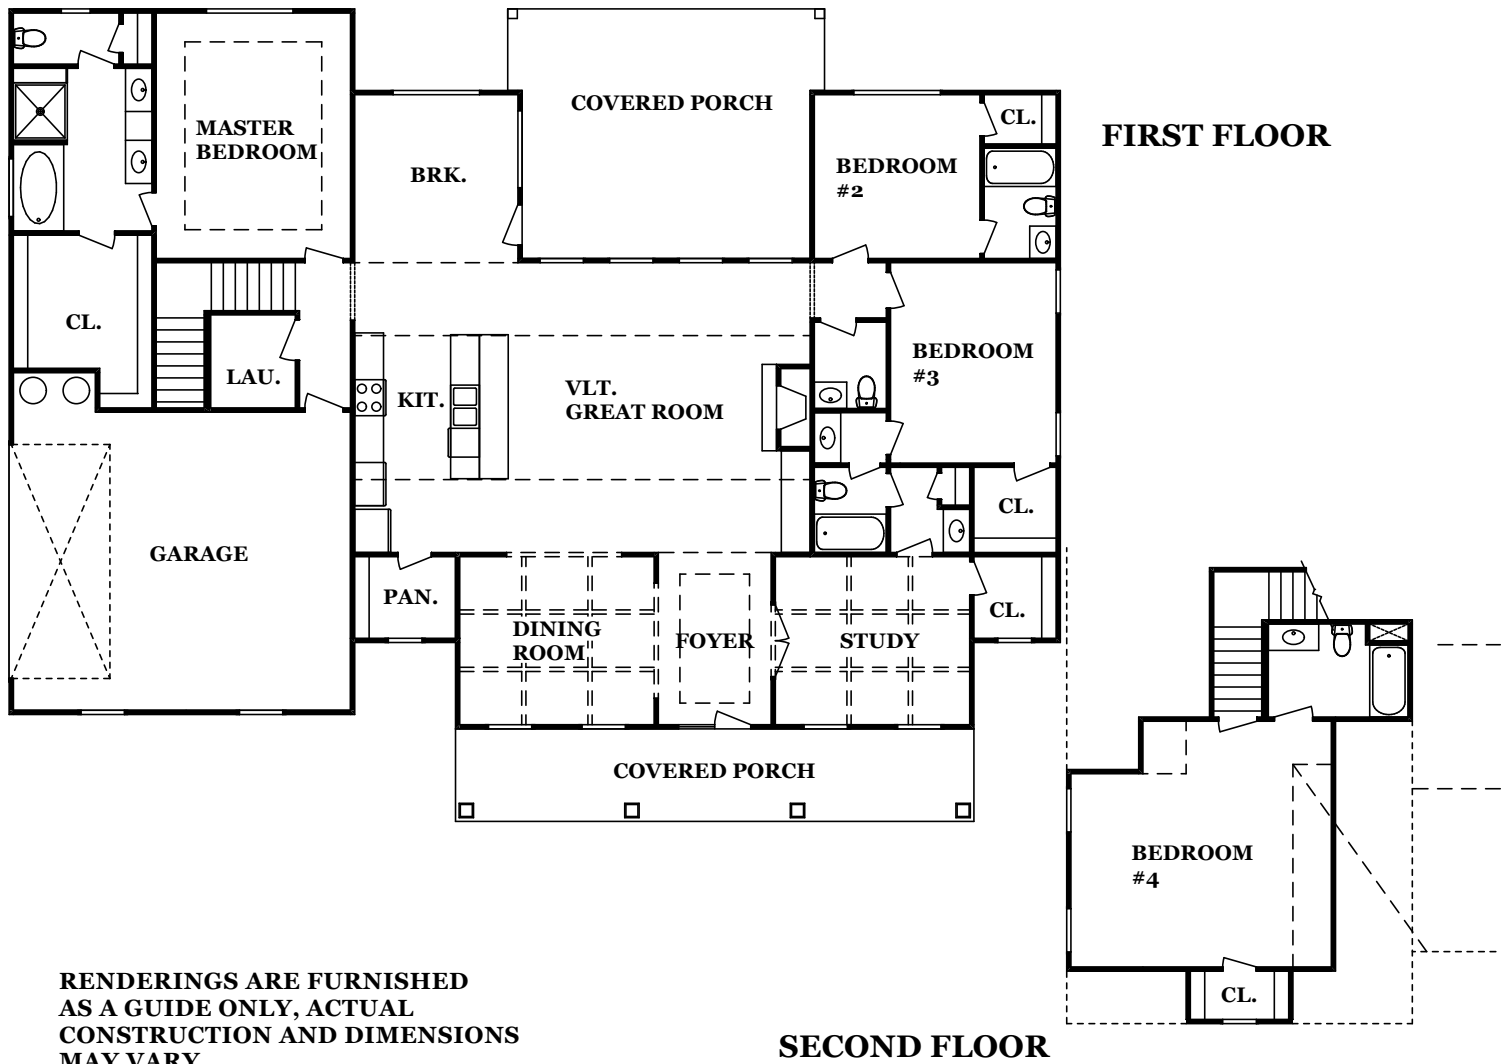 FIRST FLOOR
COVERED PORCH
MASTER
BEDROOM
BRK.
BEDROOM
#2
CL.
CL.
LAU.
KIT.
VLT.
GREAT ROOM
BEDROOM
#3
CL.
GARAGE
PAN.
DINING
ROOM
FOYER
STUDY
CL.
COVERED PORCH
BEDROOM
#4
CL.
RENDERINGS ARE FURNISHED
AS A GUIDE ONLY, ACTUAL
CONSTRUCTION AND DIMENSIONS
MAY VARY
SECOND FLOOR